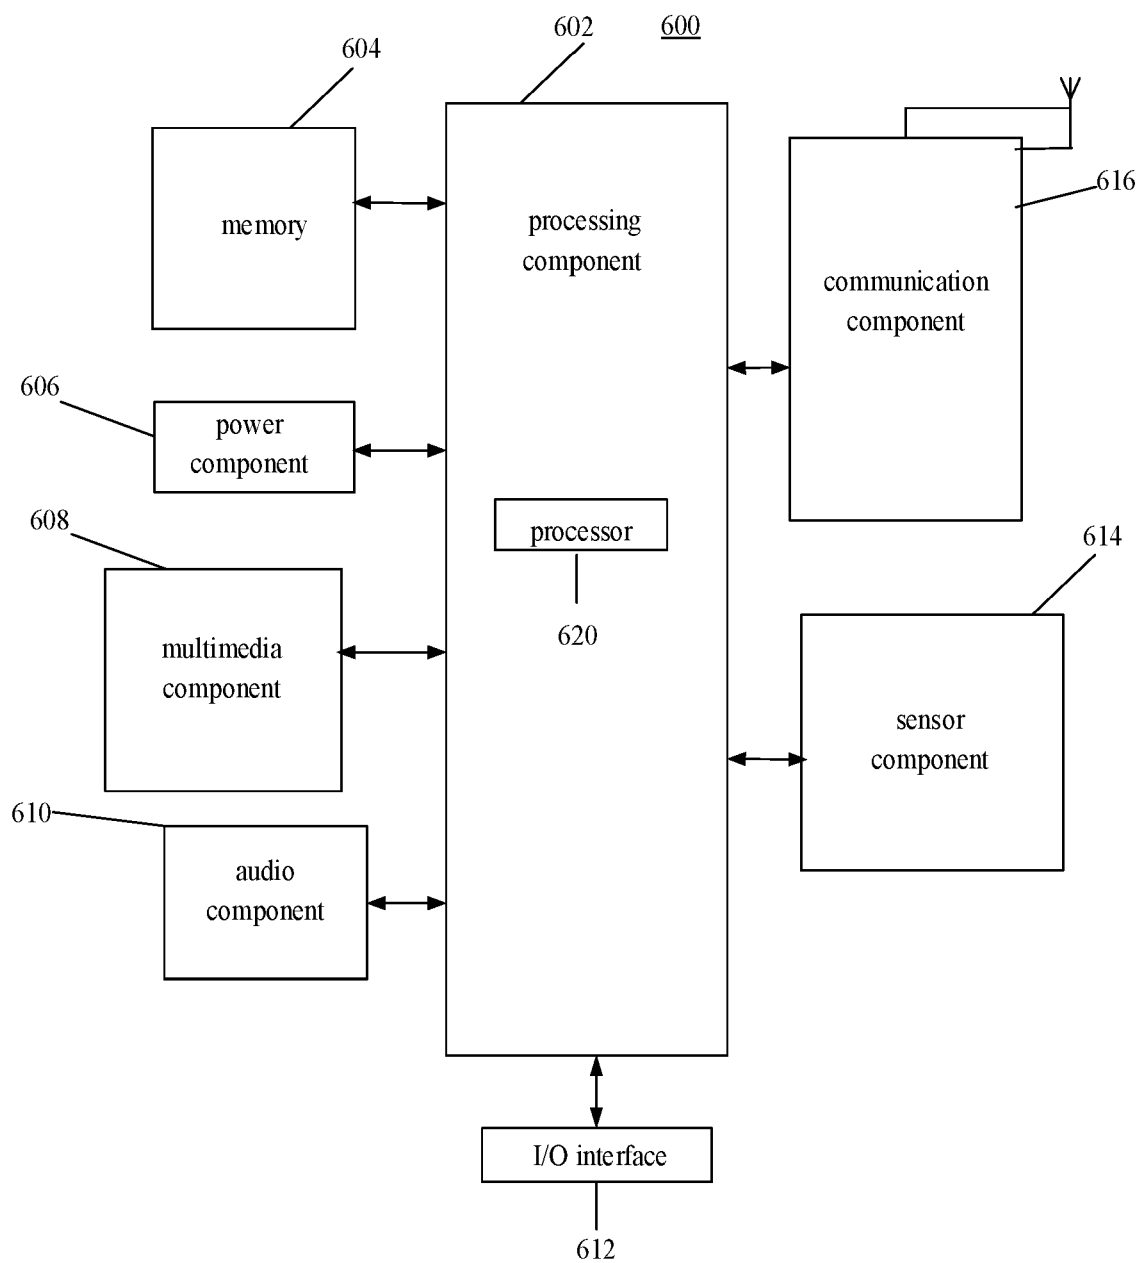 602
600
604
616
memory
processing
component
communication
component
606
power
component
608
processor
614
620
multimedia
component
sensor
component
610
audio
component
I/O interface
612